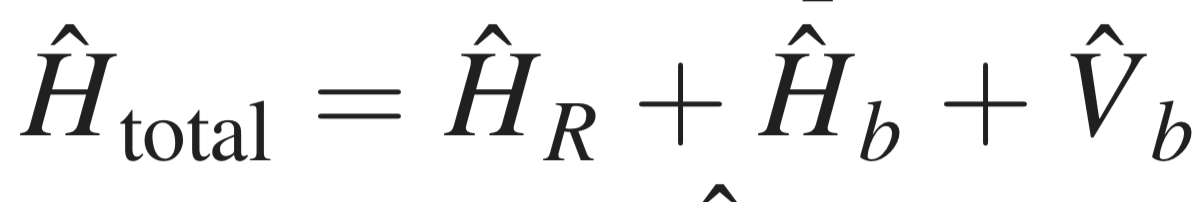 Ĥ_total = Ĥ_R + Ĥ_b + V̂_b